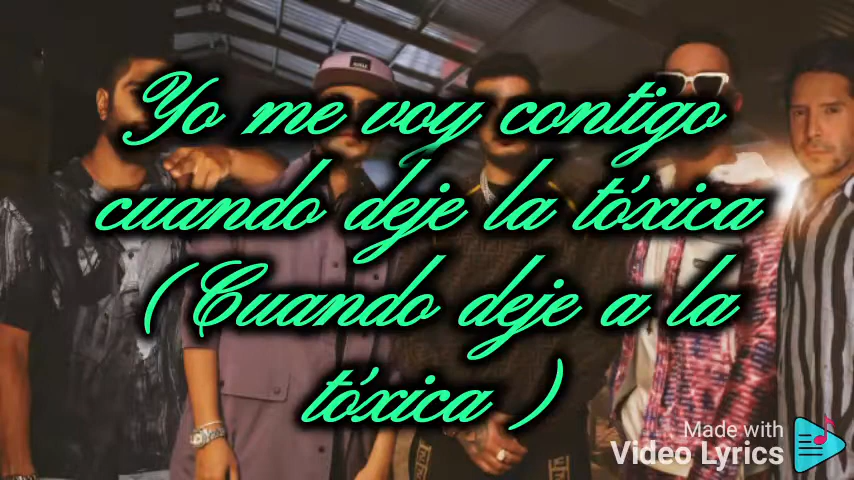 Yo me voy contigo
cuando deje la tóxica
(Cuando deje a la
tóxica )
Made with
Video Lyrics